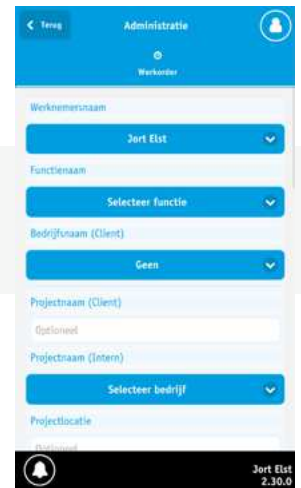 Terug
Administratie
Werkorder
Werknemersnaam
Jort Elst
Functienaam
Selecteer functie
Bedrijfsnaam (Client)
Geen
Projectnaam (Client)
Optioneel
Projectnaam (Intern)
Selecteer bedrijf
Projectlocatie
Optioneel
Jort Elst
2.30.0